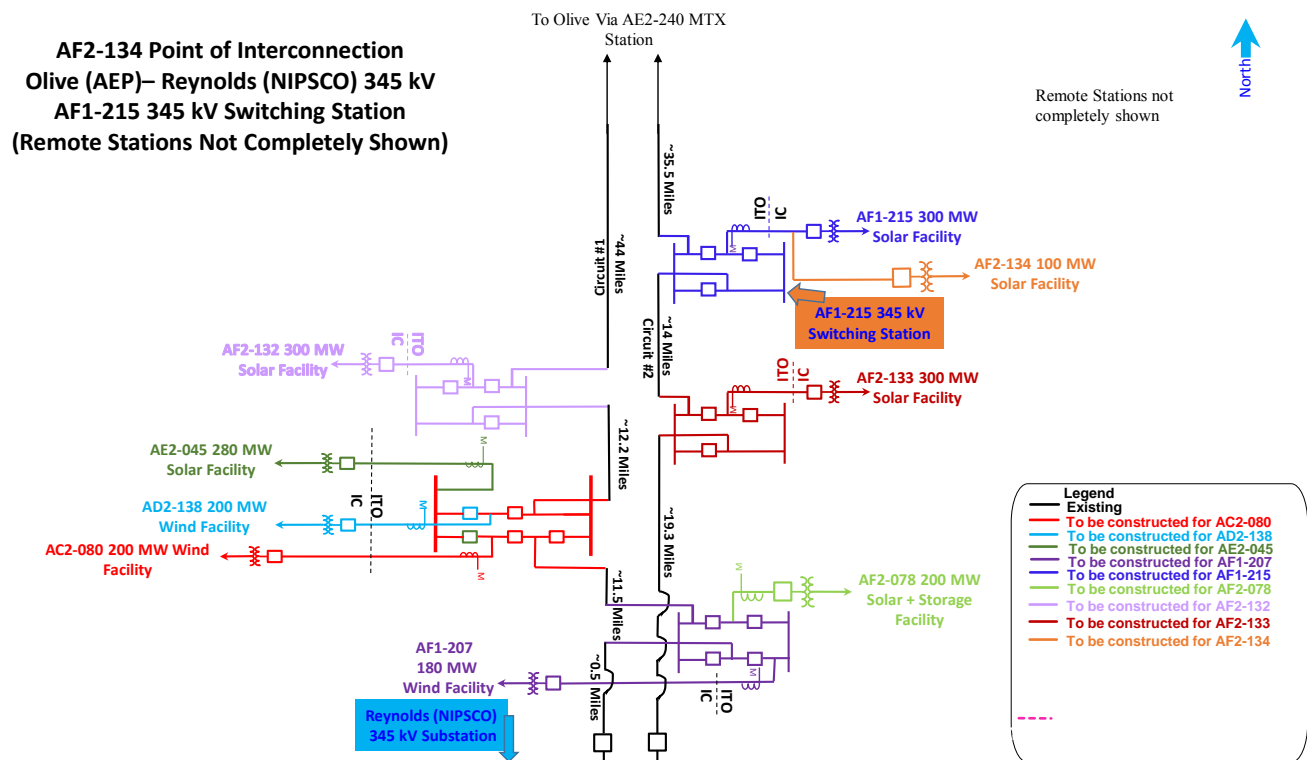 To Olive Via AE2-240 MTX
Station
AF2-134 Point of Interconnection
Olive (AEP)– Reynolds (NIPSCO) 345 kV
AF1-215 345 kV Switching Station
(Remote Stations Not Completely Shown)
North
Remote Stations not
completely shown
~35.5 Miles
~44 Miles
Circuit #1
ITO
IC
AF1-215 300 MW
Solar Facility
M
AF2-134 100 MW
Solar Facility
AF1-215 345 kV
Switching Station
~14 Miles
Circuit #2
AF2-132 300 MW
Solar Facility
ITO
IC
M
ITO
IC
AF2-133 300 MW
Solar Facility
M
~12.2 Miles
AE2-045 280 MW
Solar Facility
M
AD2-138 200 MW
Wind Facility
IC
ITO
M
AC2-080 200 MW Wind
Facility
M
~19.3 Miles
~11.5 Miles
AF2-078 200 MW
Solar + Storage
Facility
M
AF1-207
180 MW
Wind Facility
~0.5 Miles
M
ITO
IC
Reynolds (NIPSCO)
345 kV Substation
Legend
Existing
To be constructed for AC2-080
To be constructed for AD2-138
To be constructed for AE2-045
To be constructed for AF1-207
To be constructed for AF1-215
To be constructed for AF2-078
To be constructed for AF2-132
To be constructed for AF2-133
To be constructed for AF2-134